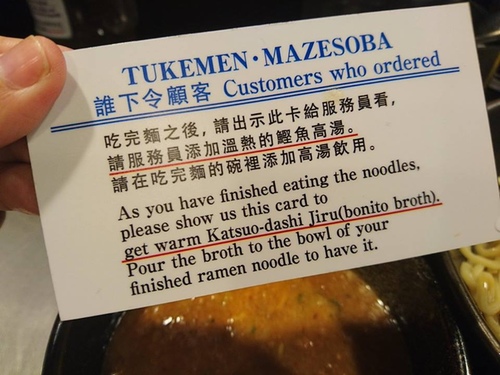 TUKEMEN・MAZESOBA
誰下令顧客 Customers who ordered
吃完麵之後，請出示此卡給服務員看，
請服務員添加溫熱的鰹魚高湯。
請在吃完麵的碗裡添加高湯飲用。
As you have finished eating the noodles,
please show us this card to
get warm Katsuo-dashi Jiru(bonito broth).
Pour the broth to the bowl of your
finished ramen noodle to have it.